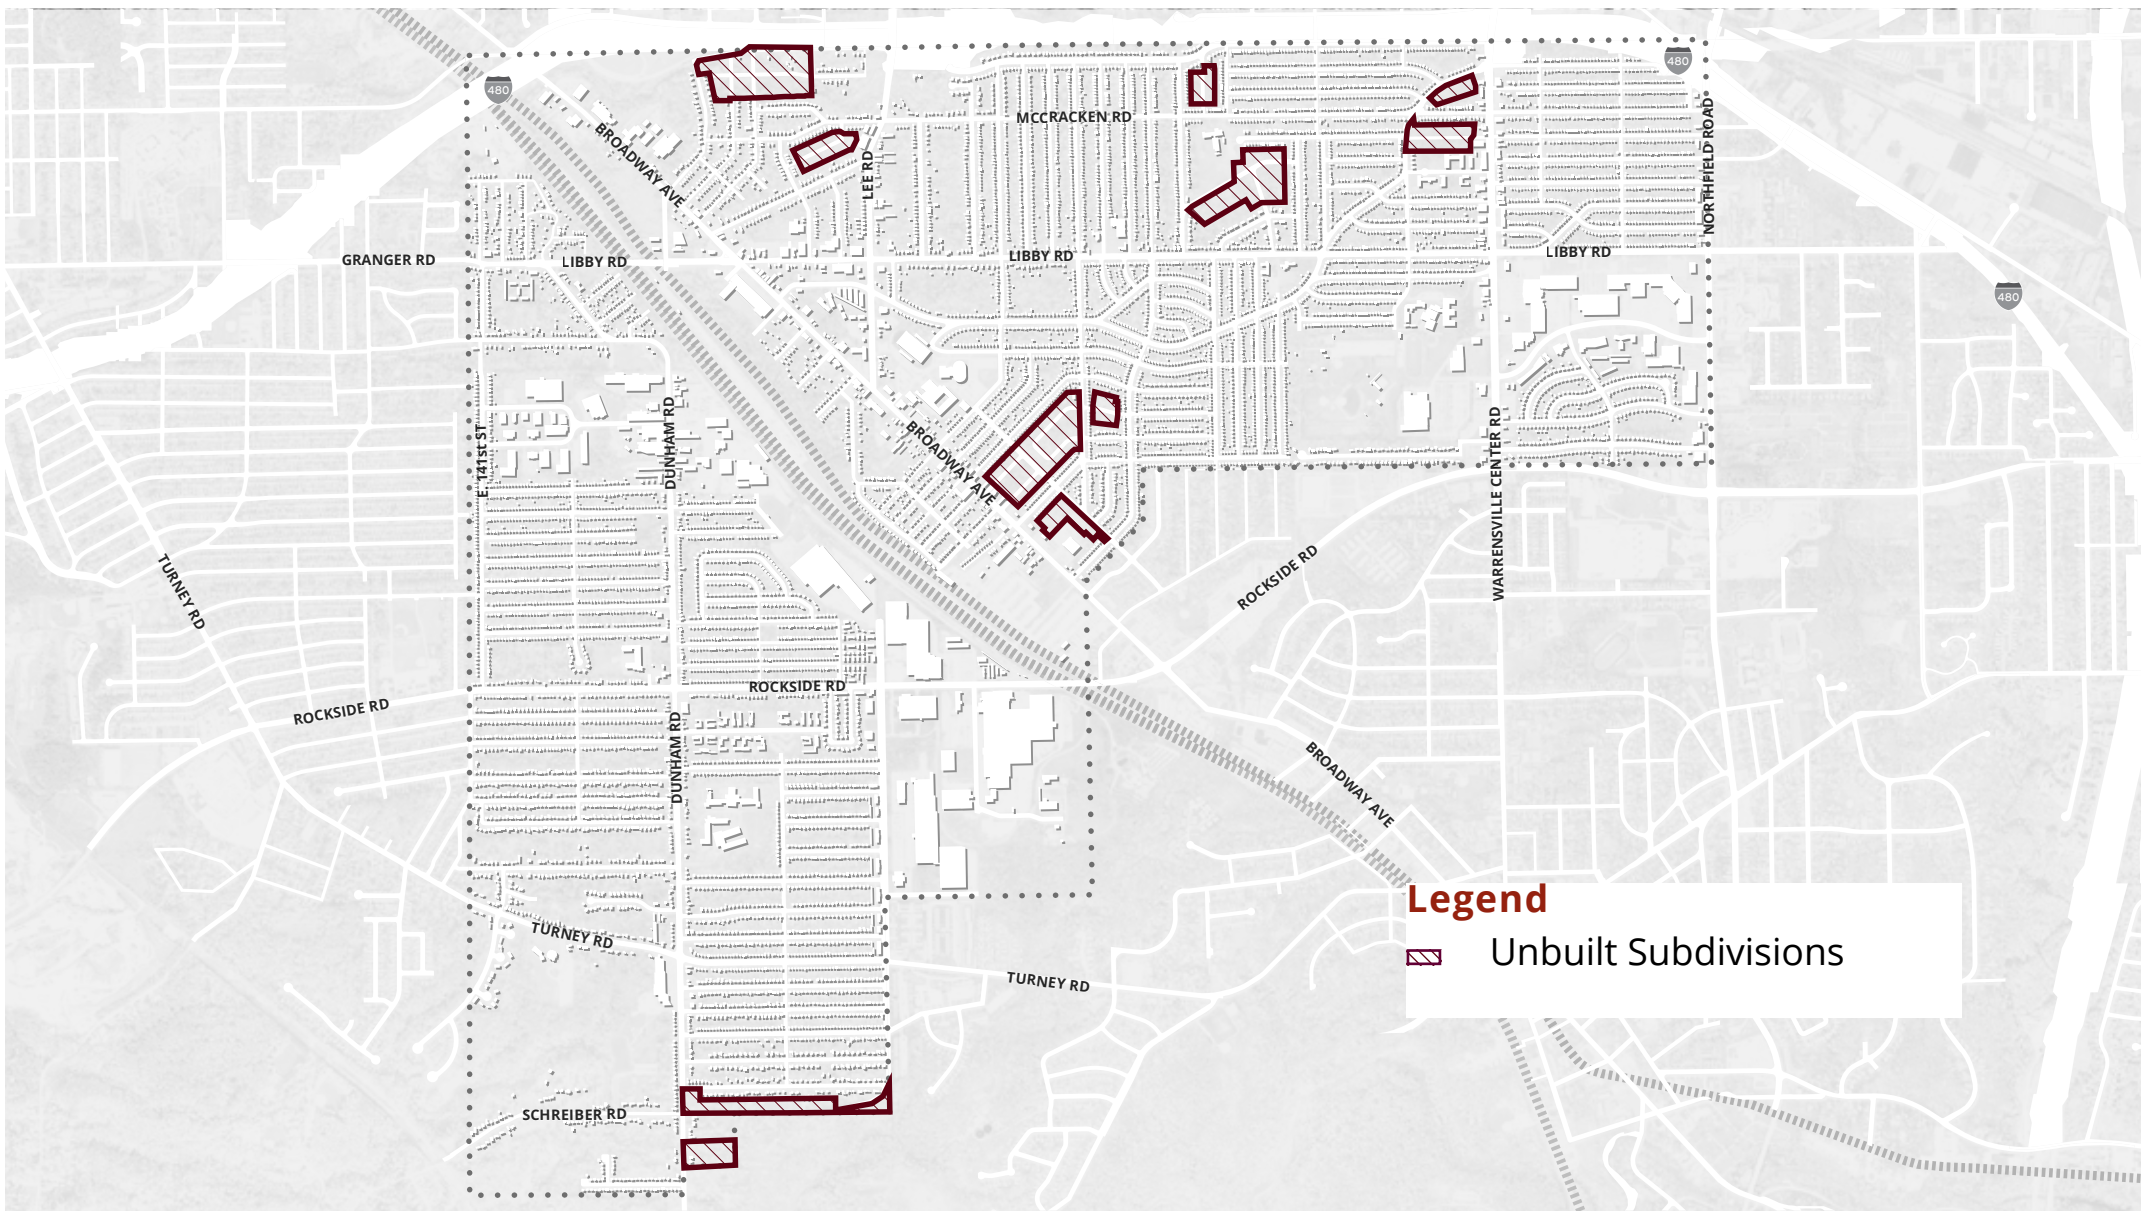 480
480
MCCRACKEN RD
BROADWAY AVE
LEE RD
NORTHFIELD ROAD
GRANGER RD
LIBBY RD
LIBBY RD
LIBBY RD
480
E. 141st ST
DUNHAM RD
BROADWAY AVE
WARRENSVILLE CENTER RD
TURNEY RD
ROCKSIDE RD
ROCKSIDE RD
ROCKSIDE RD
DUNHAM RD
BROADWAY AVE
Legend
Unbuilt Subdivisions
TURNEY RD
TURNEY RD
SCHREIBER RD